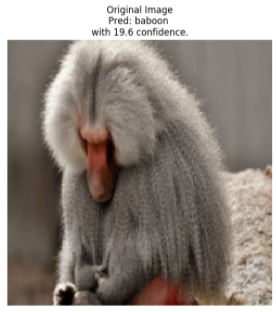 Original Image
Pred: baboon
with 19.6 confidence.